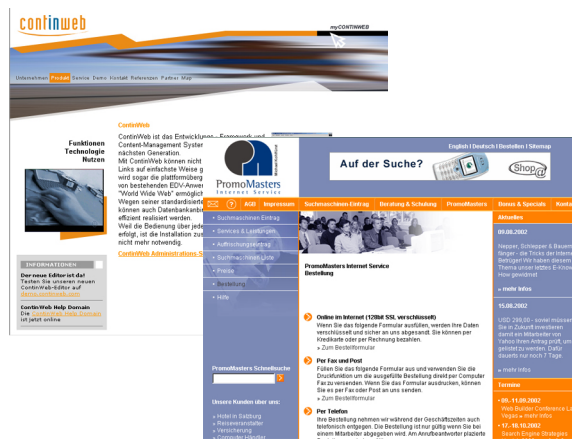 continweb
myCONTINWEB
Unternehmen Produkt Service Demo Kontakt Referenzen Partner Map
ContinWeb
Funktionen
Technologie
Nutzen
ContinWeb ist das Entwicklungs- Framework und
Content-Management System
nächsten Generation.
Mit ContinWeb können nicht
Links auf einfachste Weise
wird sogar die plattformüberg
von bestehenden EDV-Anwen
"World Wide Web" ermöglich
Wegen seiner standardisierte
können auch Datenbankanbin
effizient realisiert werden.
Weil die Bedienung über jede
erfolgt, ist die Installation zus
nicht mehr notwendig.
ContinWeb Administrations S
INFORMATIONEN
Der neue Editor ist da!
Testen Sie unseren neuen
ContinWeb-Editor auf
demo.continweb.com
ContinWeb Help Domain
Die ContinWeb Help Domain
ist jetzt online
PromoMasters
Internet Service
English I Deutsch I Bestellen I Sitemap
Auf der Suche?
Shop@
? AGB Impressum
Suchmaschinen-Eintrag Beratung & Schulung PromoMasters Bonus & Specials Konta
• Suchmaschinen Eintrag
• Services & Leistungen
• Auffrischungseintrag
• Suchmaschinen Liste
• Preise
• Bestellung
• Hilfe
PromoMasters Schnellsuche
Unsere Kunden über uns:
» Hotel in Salzburg
» Reiseveranstalter
» Versicherung
» Computer Händler
PromoMasters Internet Service
Bestellung
Online im Internet (128bit SSL verschlüsselt)
Wenn Sie das folgende Formular ausfüllen, werden Ihre Daten
verschlüsselt und sicher an uns abgesandt. Sie können per
Kreditkarte oder per Rechnung bezahlen.
» Zum Bestellformular
Per Fax und Post
Füllen Sie das folgende Formular aus und verwenden Sie die
Druckfunktion um die ausgefüllte Bestellung direkt per Computer
Fax zu versenden. Wenn Sie das Formular ausdrucken, können
Sie es per Fax oder Post an uns senden.
» Zum Bestellformular
Per Telefon
Ihre Bestellung nehmen wir während der Geschäftszeiten auch
telefonisch entgegen. Die Bestellung ist nur gültig wenn Sie bei
einem Mitarbeiter abgegeben wird. Am Anrufbeantworter plazierte
Aktuelles
09.08.2002
Nepper, Schlepper & Bauern
fänger - die Tricks der Interne
Betrüger! Wir haben diesem
Thema unser letztes E-Know
How gewidmet
» mehr Infos
15.08.2002
USD 299,00 - soviel müssen
Sie in Zukunft investieren
damit ein Mitarbeiter von
Yahoo Ihren Antrag prüft, um
gelistet zu werden. Dafür
dauerts nur noch 7 Tage.
» mehr Infos
Termine
• 09.-11.09.2002
Web Builder Conference La
Vegas » mehr Infos
• 17.-18.10.2002
Search Engine Strategies